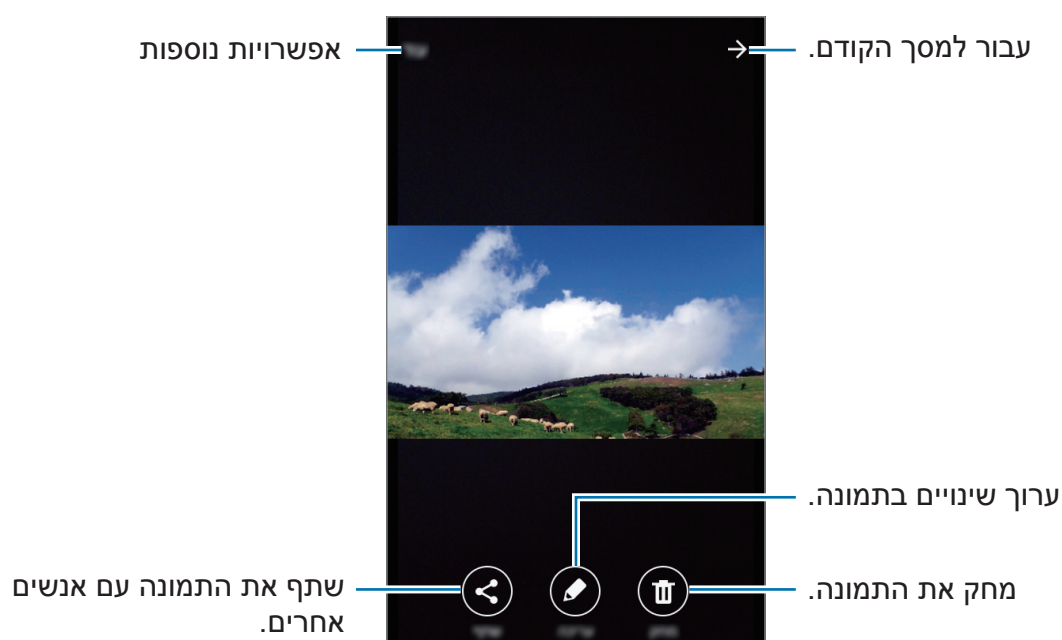 עבור למסך הקודם.
אפשרויות נוספות
ערוך שינויים בתמונה.
מחק את התמונה.
שתף את התמונה עם אנשים
אחרים.